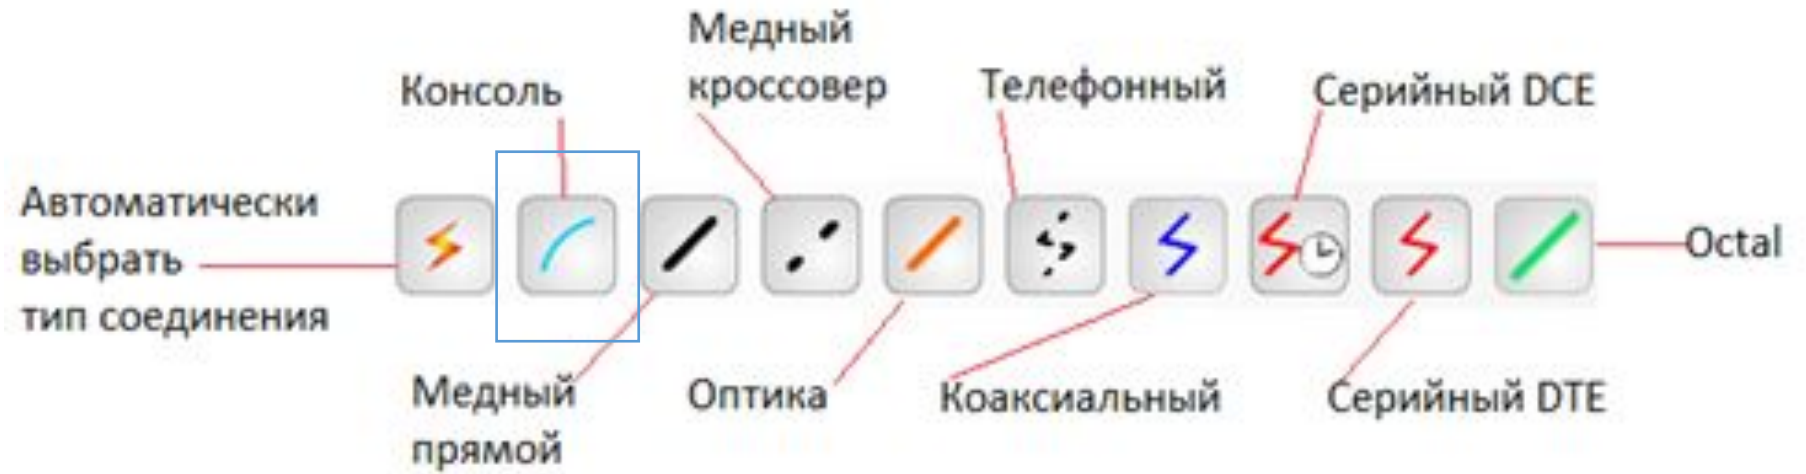 Автоматически
выбрать
тип соединения
Консоль
Медный
прямой
Медный
кроссовер
Оптика
Телефонный
Коаксиальный
Серийный DCE
Серийный DTE
Octal